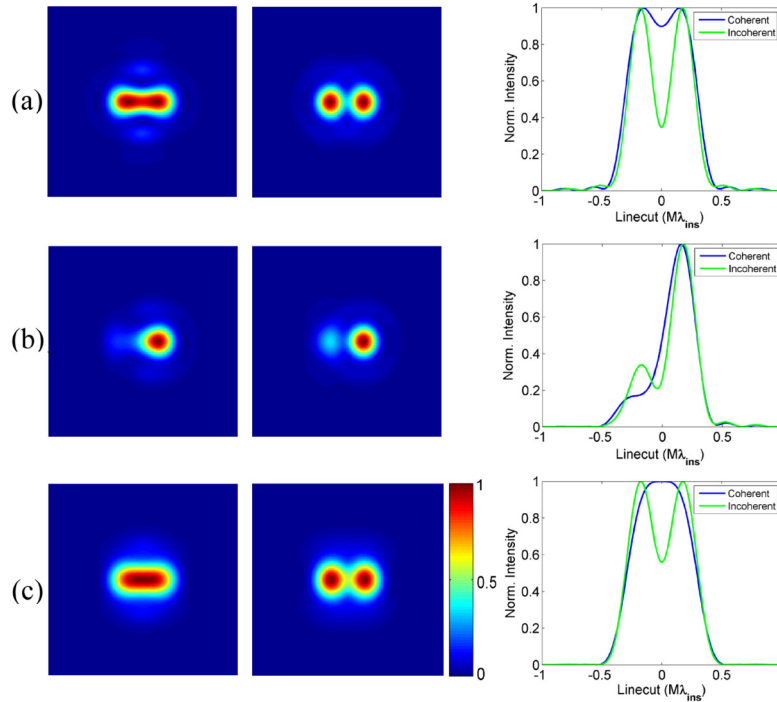 (a)
Norm. Intensity
1
0.8
0.6
0.4
0.2
0
-1
-0.5
0
0.5
Linecut (Mλins)
Coherent
Incoherent
(b)
Norm. Intensity
1
0.8
0.6
0.4
0.2
0
-1
-0.5
0
0.5
Linecut (Mλins)
Coherent
Incoherent
(c)
1
0.5
0
Norm. Intensity
1
0.8
0.6
0.4
0.2
0
-1
-0.5
0
0.5
Linecut (Mλins)
Coherent
Incoherent